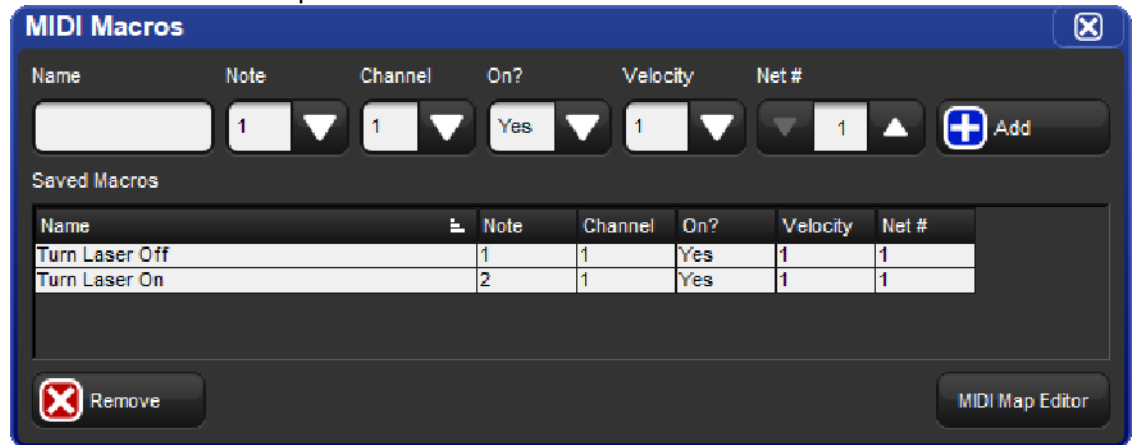 MIDI Macros
Name Note Channel On? Velocity Net #
1 1 Yes 1 1 Add
Saved Macros
Name Note Channel On? Velocity Net #
Turn Laser Off 1 1 Yes 1 1
Turn Laser On 2 1 Yes 1 1
Remove MIDI Map Editor